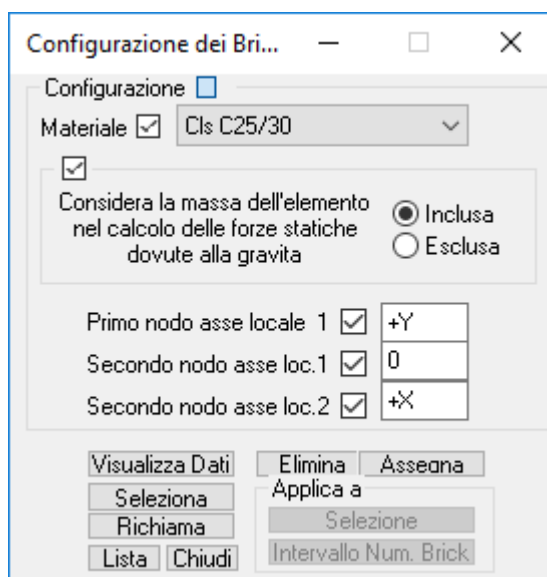 Configurazione dei Bri...
Configurazione
Materiale Cls C25/30
Considera la massa dell'elemento
nel calcolo delle forze statiche
dovute alla gravita
Inclusa
Esclusa
Primo nodo asse locale 1 +Y
Secondo nodo asse loc.1 0
Secondo nodo asse loc.2 +X
Visualizza Dati Elimina Assegna
Seleziona Applica a
Richiama Selezione
Lista Chiudi Intervallo Num. Brick